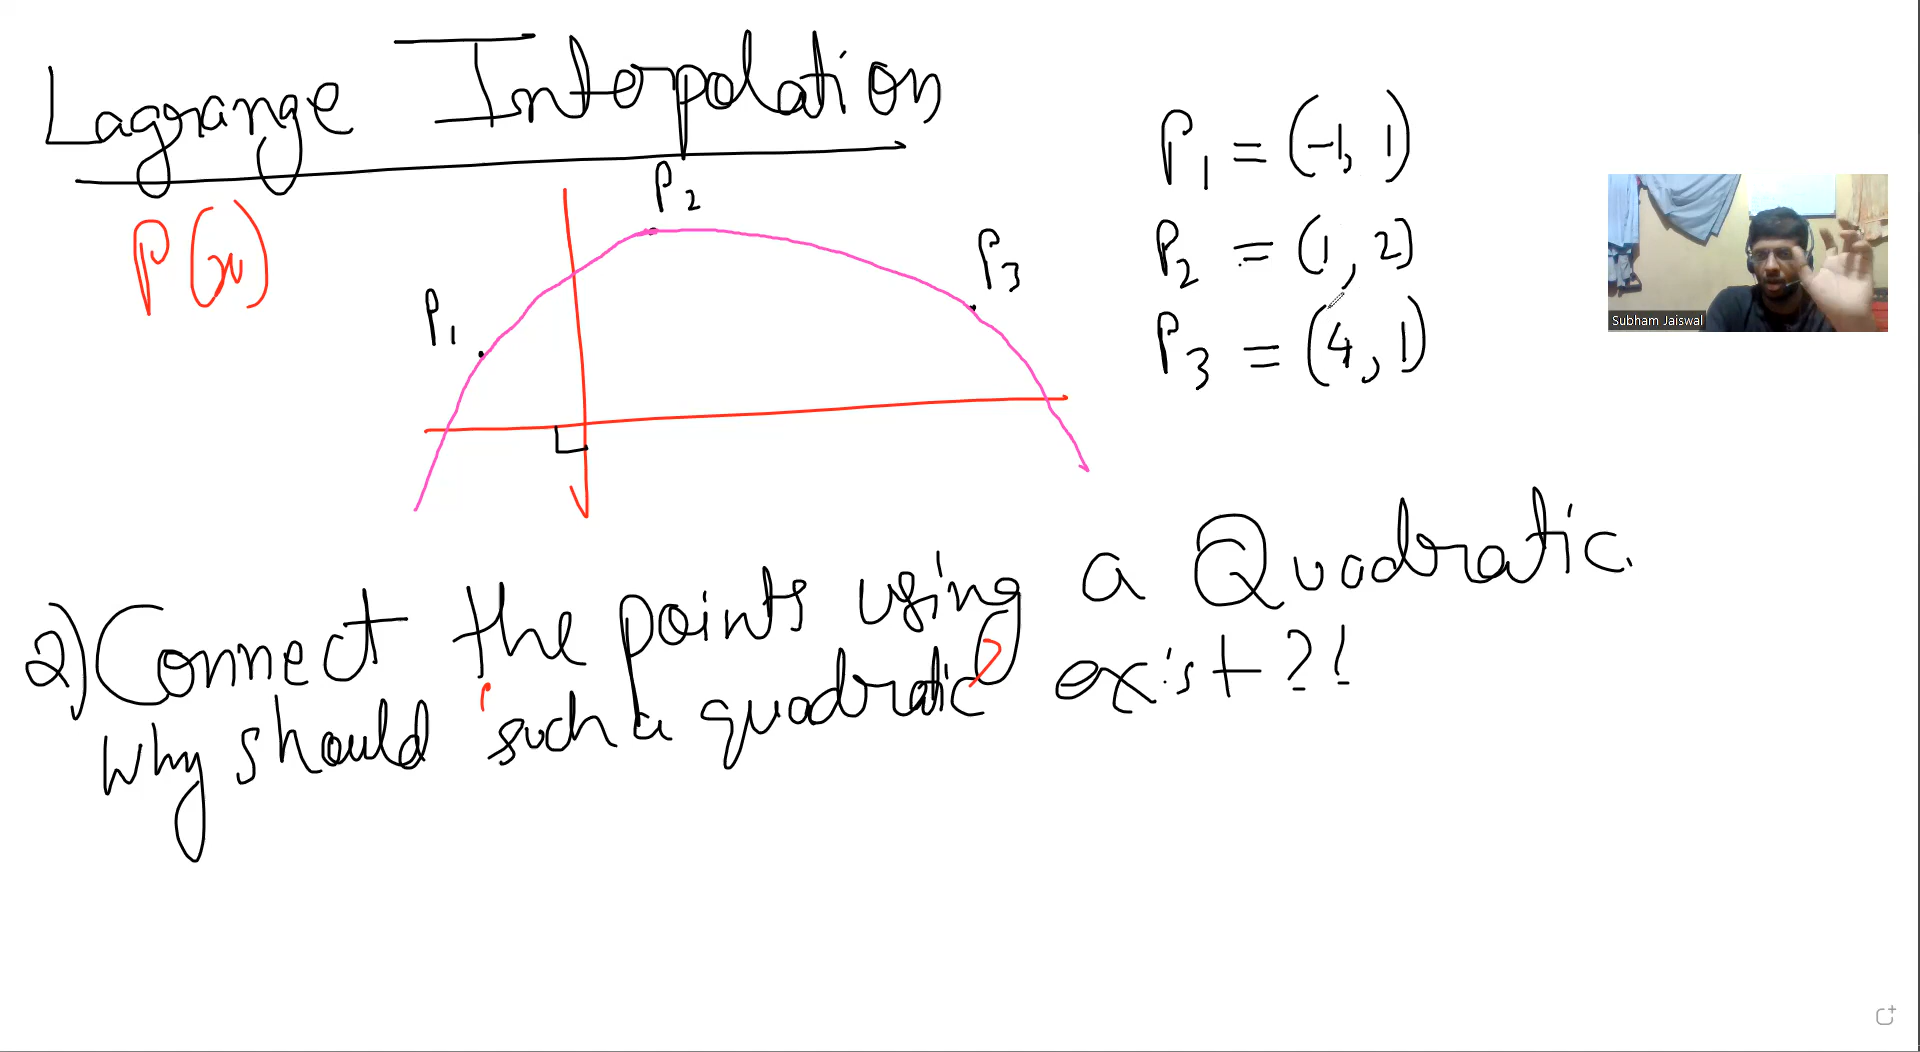 Lagrange Interpolation
P(x)
P1
P2
P3
P1 = (-1, 1)
P2 = (1, 2)
P3 = (4, 1)
Subham Jaiswal
2) Connect the points using a Quadratic.
Why should such a quadratic exist?!